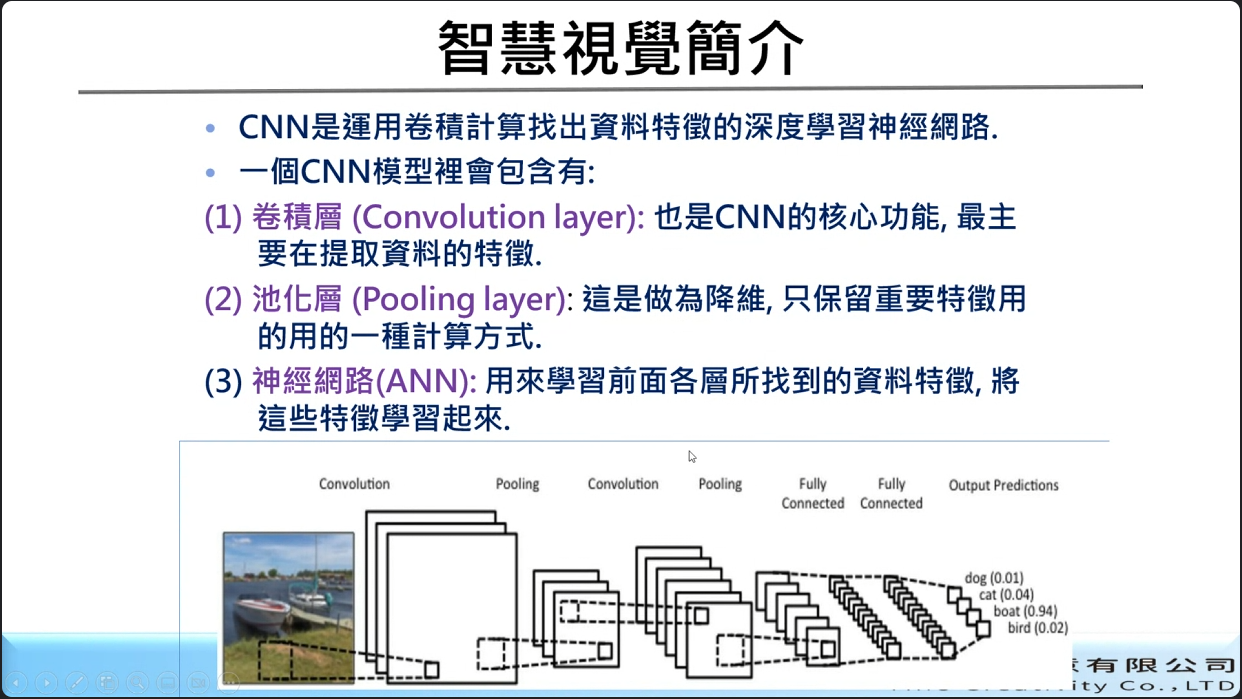 智慧視覺簡介
• CNN是運用卷積計算找出資料特徵的深度學習神經網路.
• 一個CNN模型裡會包含有:
(1) 卷積層 (Convolution layer): 也是CNN的核心功能, 最主
要在提取資料的特徵.
(2) 池化層 (Pooling layer): 這是做為降維, 只保留重要特徵用
的用的一種計算方式.
(3) 神經網路(ANN): 用來學習前面各層所找到的資料特徵, 將
這些特徵學習起來.
Convolution Pooling Convolution Pooling Fully Connected Fully Connected Output Predictions
dog (0.01)
cat (0.04)
boat (0.94)
bird (0.02)
有限公司
Co.,LTD